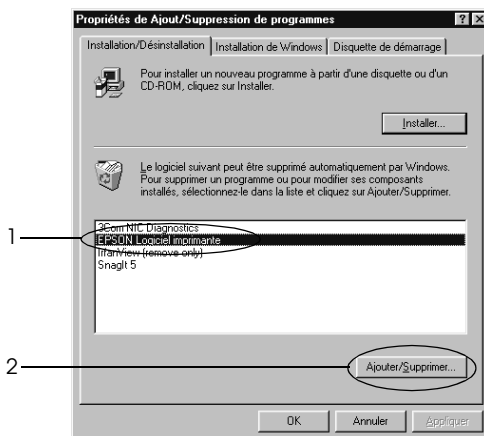 Propriétés de Ajout/Suppression de programmes
Installation/Désinstallation Installation de Windows Disquette de démarrage
Pour installer un nouveau programme à partir d'une disquette ou d'un
CD-ROM, cliquez sur Installer.
Installer...
Le logiciel suivant peut être supprimé automatiquement par Windows.
Pour supprimer un programme ou pour modifier ses composants
installés, sélectionnez-le dans la liste et cliquez sur Ajouter/Supprimer.
3Com NIC Diagnostics
1 EPSON Logiciel imprimante
IrfanView (remove only)
SnagIt 5
2 Ajouter/Supprimer...
OK Annuler Appliquer